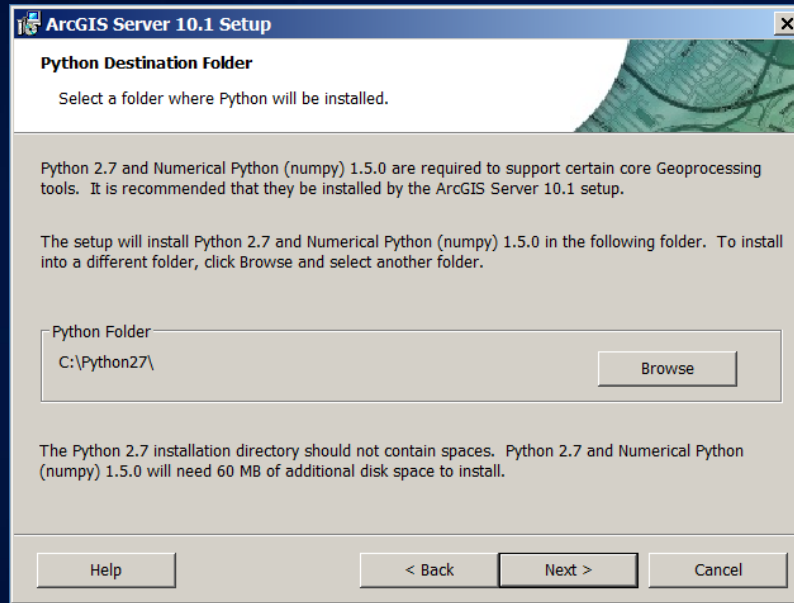 ArcGIS Server 10.1 Setup
Python Destination Folder
Select a folder where Python will be installed.
Python 2.7 and Numerical Python (numpy) 1.5.0 are required to support certain core Geoprocessing
tools.  It is recommended that they be installed by the ArcGIS Server 10.1 setup.
The setup will install Python 2.7 and Numerical Python (numpy) 1.5.0 in the following folder.  To install
into a different folder, click Browse and select another folder.
Python Folder
C:\Python27\
Browse
The Python 2.7 installation directory should not contain spaces.  Python 2.7 and Numerical Python
(numpy) 1.5.0 will need 60 MB of additional disk space to install.
Help
< Back
Next >
Cancel